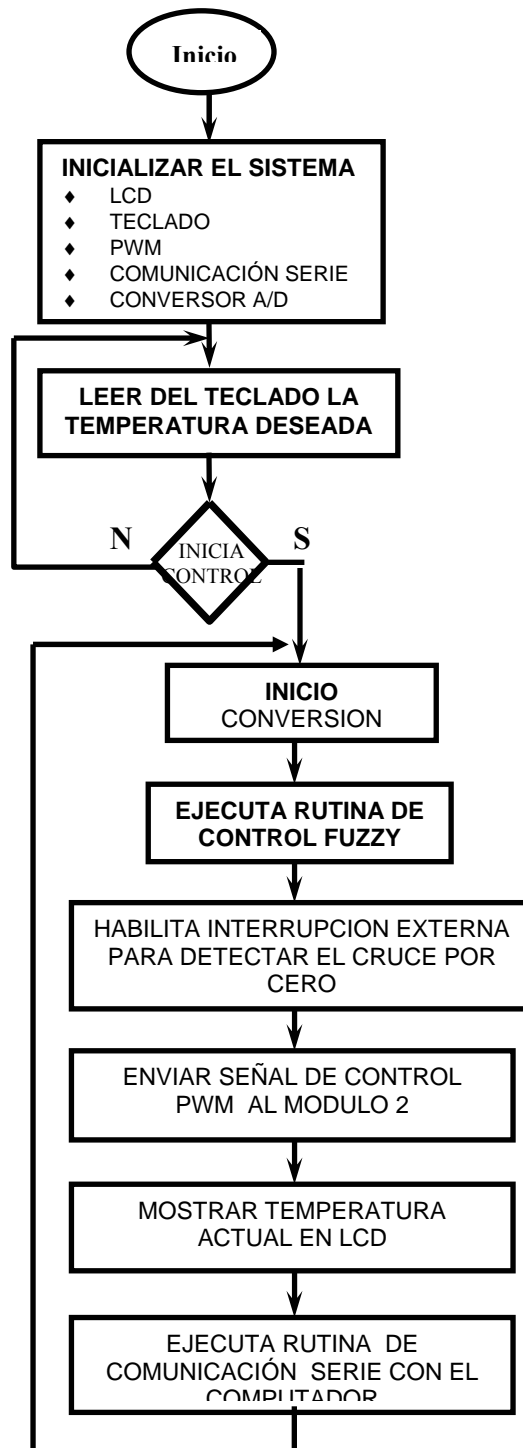 Inicio
INICIALIZAR EL SISTEMA
♦ LCD
♦ TECLADO
♦ PWM
♦ COMUNICACIÓN SERIE
♦ CONVERSOR A/D
LEER DEL TECLADO LA
TEMPERATURA DESEADA
N
S
INICIA
CONTROL
INICIO
CONVERSION
EJECUTA RUTINA DE
CONTROL FUZZY
HABILITA INTERRUPCION EXTERNA
PARA DETECTAR EL CRUCE POR
CERO
ENVIAR SEÑAL DE CONTROL
PWM AL MODULO 2
MOSTRAR TEMPERATURA
ACTUAL EN LCD
EJECUTA RUTINA DE
COMUNICACIÓN SERIE CON EL
COMPUTADOR